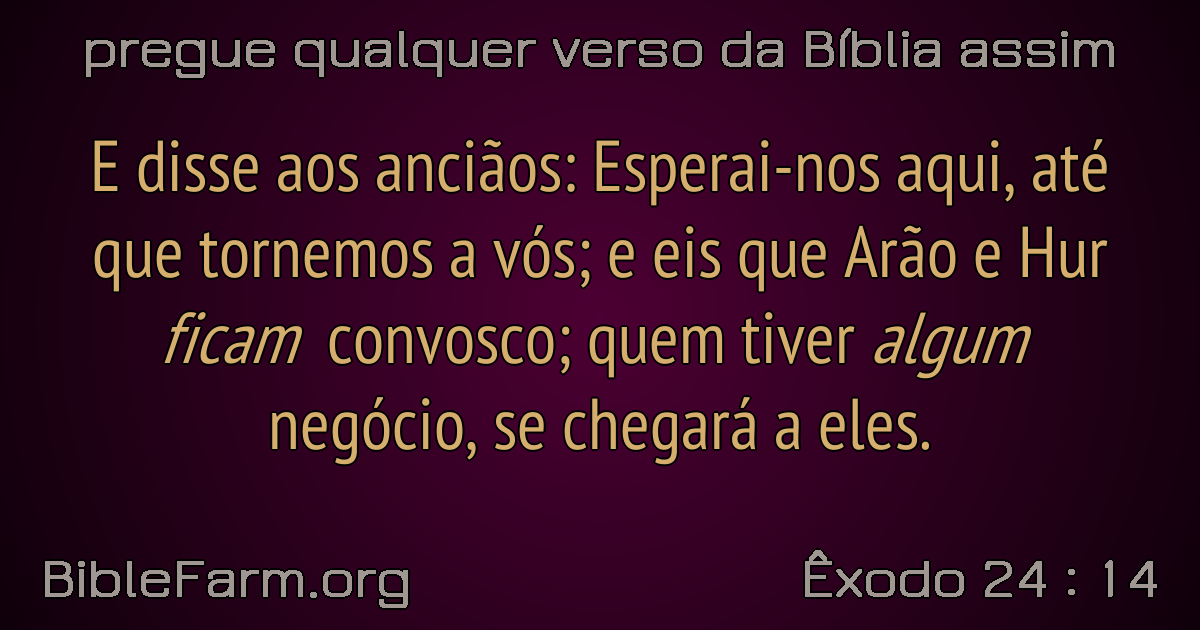 pregue qualquer verso da Bíblia assim
E disse aos anciãos: Esperai-nos aqui, até
que tornemos a vós; e eis que Arão e Hur
ficam convosco; quem tiver algum
negócio, se chegará a eles.
BibleFarm.org
Êxodo 24 : 14